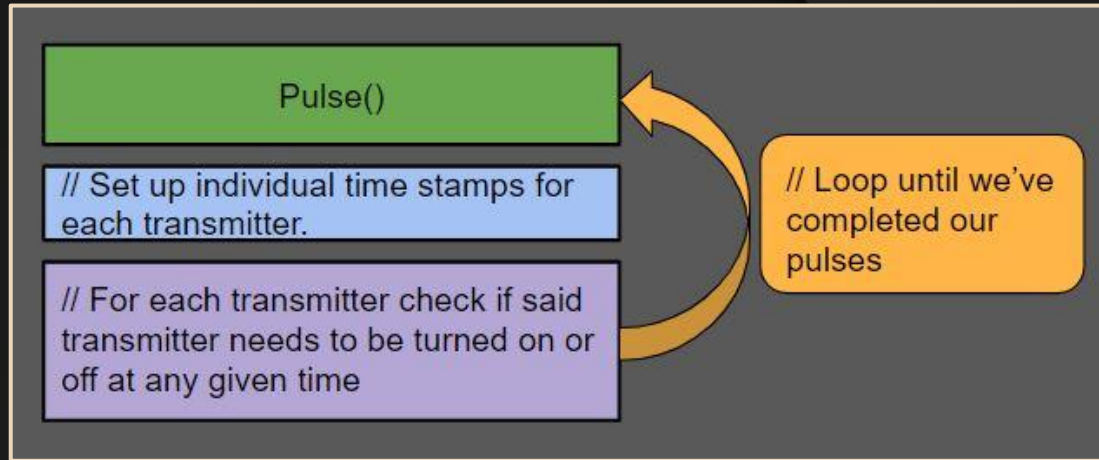 Pulse()
// Set up individual time stamps for
each transmitter.
// For each transmitter check if said
transmitter needs to be turned on or
off at any given time
// Loop until we've
completed our
pulses